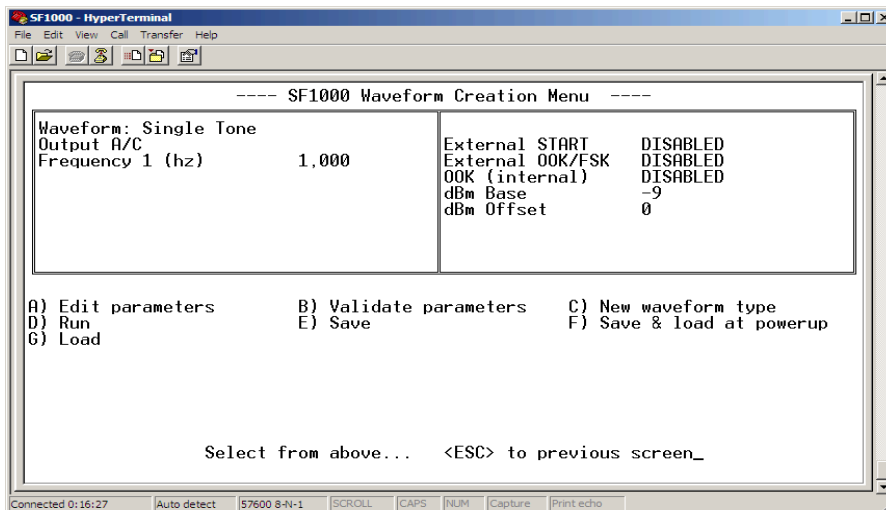 SF1000 - HyperTerminal
File Edit View Call Transfer Help
---- SF1000 Waveform Creation Menu ----
Waveform: Single Tone
Output A/C
Frequency 1 (hz) 1,000
External START DISABLED
External OOK/FSK DISABLED
OOK (internal) DISABLED
dBm Base -9
dBm Offset 0
A) Edit parameters B) Validate parameters C) New waveform type
D) Run E) Save F) Save & load at powerup
G) Load
Select from above... <ESC> to previous screen_
Connected 0:16:27 Auto detect 57600 8-N-1 SCROLL CAPS NUM Capture Print echo